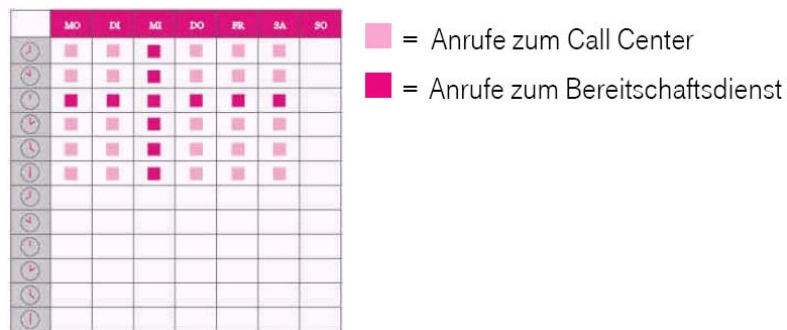 MO DI MI DO FR SA SO
= Anrufe zum Call Center
= Anrufe zum Bereitschaftsdienst